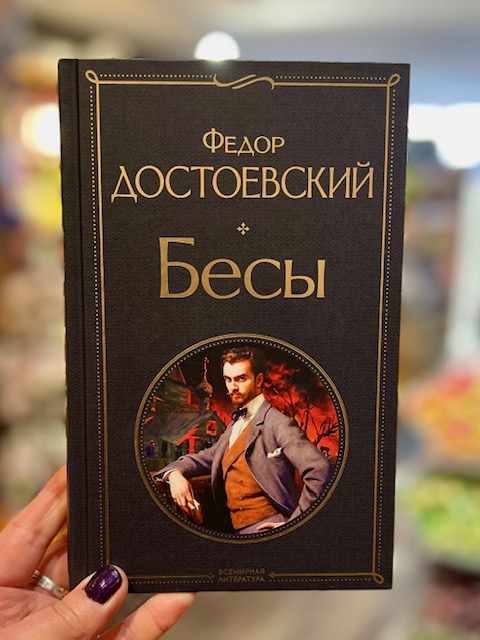 Федор
ДОСТОЕВСКИЙ
Бесы
ВСЕМИРНАЯ
ЛИТЕРАТУРА